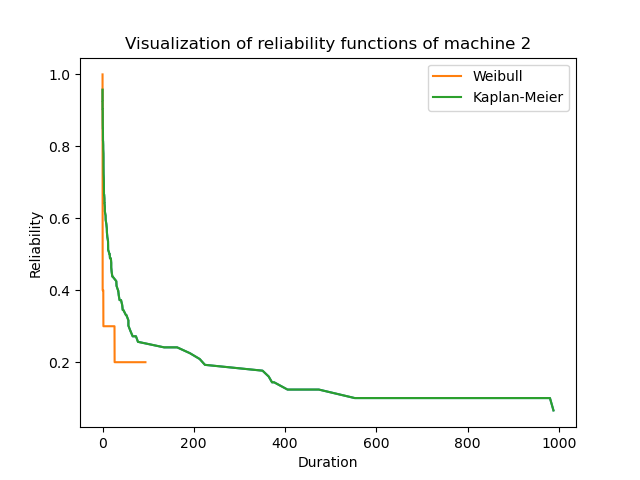 Visualization of reliability functions of machine 2
Weibull
Kaplan-Meier
Reliability
1.0
0.8
0.6
0.4
0.2
0 200 400 600 800 1000
Duration